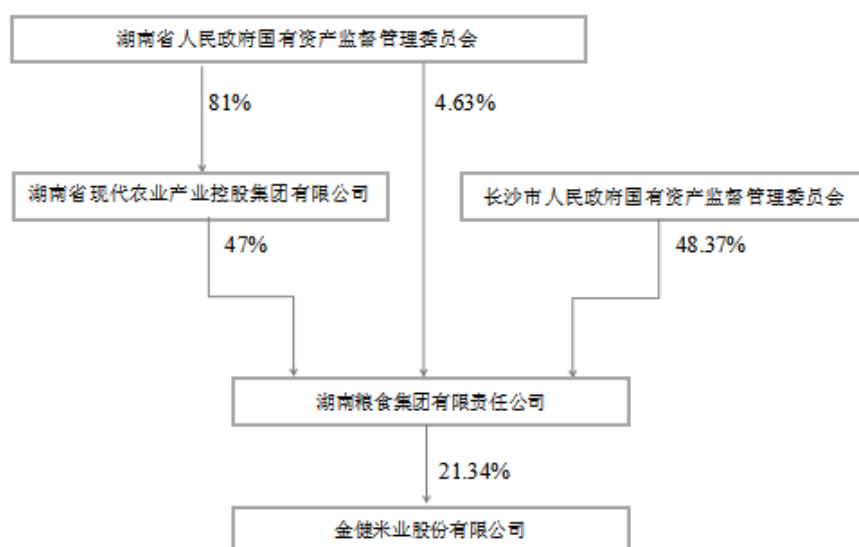 湖南省人民政府国有资产监督管理委员会
81%
4.63%
湖南省现代农业产业控股集团有限公司
长沙市人民政府国有资产监督管理委员会
47%
48.37%
湖南粮食集团有限责任公司
21.34%
金健米业股份有限公司